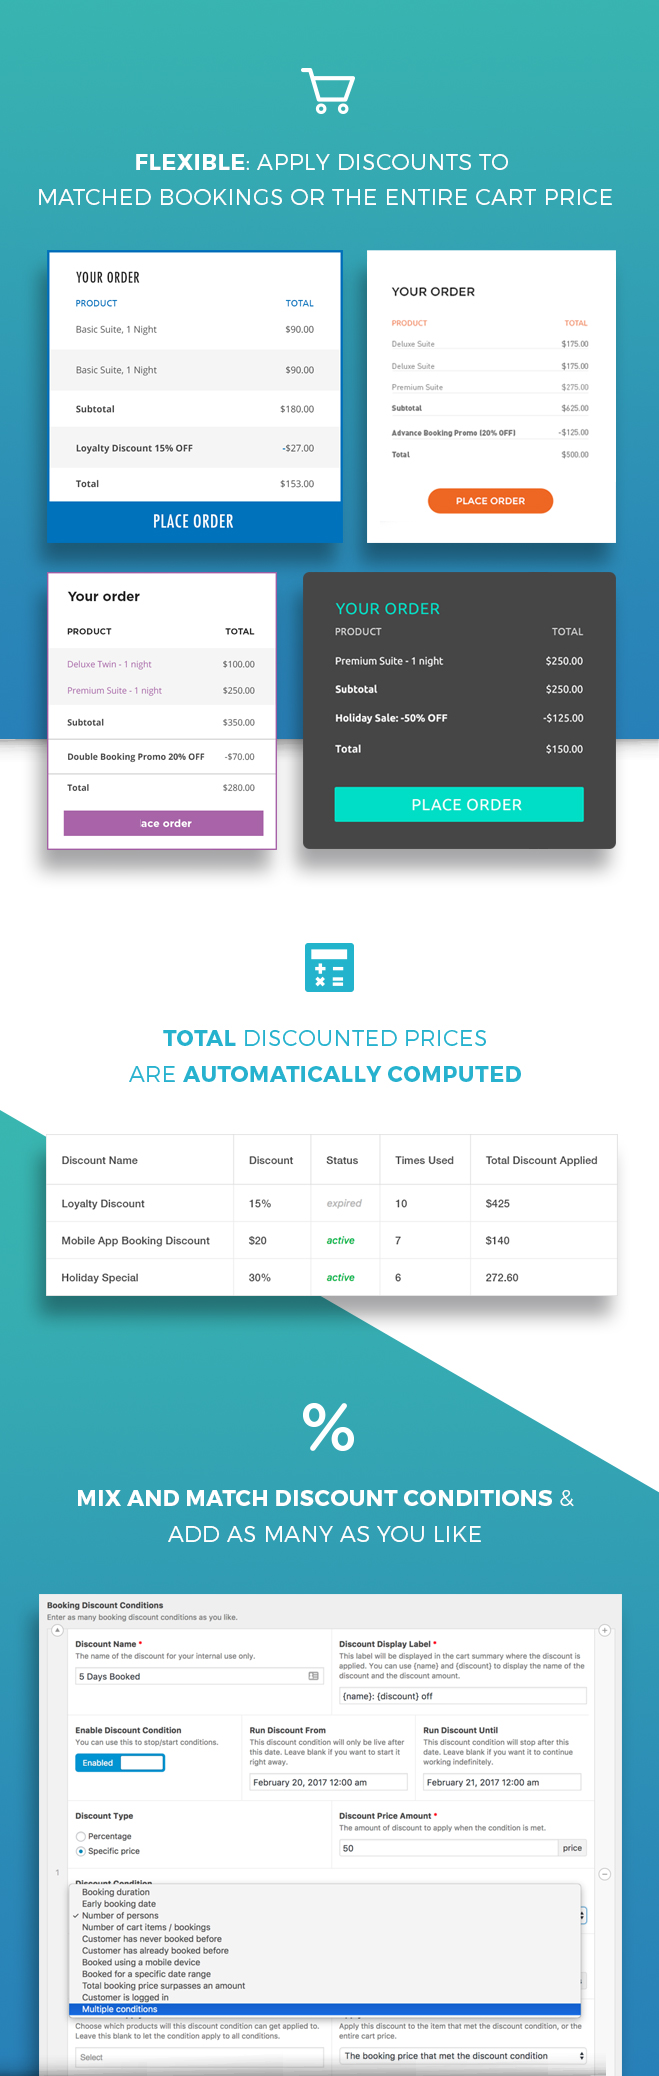 FLEXIBLE: APPLY DISCOUNTS TO
MATCHED BOOKINGS OR THE ENTIRE CART PRICE
YOUR ORDER
PRODUCT TOTAL
Basic Suite, 1 Night $90.00
Basic Suite, 1 Night $90.00
Subtotal $180.00
Loyalty Discount 15% OFF -$27.00
Total $153.00
PLACE ORDER
YOUR ORDER
PRODUCT TOTAL
Deluxe Suite $175.00
Deluxe Suite $175.00
Premium Suite $275.00
Subtotal $625.00
Advance Booking Promo (20% OFF) -$125.00
Total $500.00
PLACE ORDER
Your order
PRODUCT TOTAL
Deluxe Twin - 1 night $100.00
Premium Suite - 1 night $250.00
Subtotal $350.00
Double Booking Promo 20% OFF -$70.00
Total $280.00
lace order
YOUR ORDER
PRODUCT TOTAL
Premium Suite - 1 night $250.00
Subtotal $250.00
Holiday Sale: -50% OFF -$125.00
Total $150.00
PLACE ORDER
TOTAL DISCOUNTED PRICES
ARE AUTOMATICALLY COMPUTED
Discount Name Discount Status Times Used Total Discount Applied
Loyalty Discount 15% expired 10 $425
Mobile App Booking Discount $20 active 7 $140
Holiday Special 30% active 6 272.60
%
MIX AND MATCH DISCOUNT CONDITIONS &
ADD AS MANY AS YOU LIKE
Booking Discount Conditions
Enter as many booking discount conditions as you like.
Discount Name *
The name of the discount for your internal use only.
5 Days Booked
Discount Display Label *
This label will be displayed in the cart summary where the discount is
applied. You can use {name} and {discount} to display the name of the
discount and the discount amount.
{name}: {discount} off
Enable Discount Condition
You can use this to stop/start conditions.
Enabled
Run Discount From
This discount condition will only be live after
this date. Leave blank if you want to start it
right away.
February 20, 2017 12:00 am
Run Discount Until
This discount condition will stop after this
date. Leave blank if you want it to continue
working indefinitely.
February 21, 2017 12:00 am
Discount Type
Percentage
Specific price
Discount Price Amount *
The amount of discount to apply when the condition is met.
50 price
1
Discount Condition
Booking duration
Early booking date
✓ Number of persons
Number of cart items / bookings
Customer has never booked before
Customer has already booked before
Booked using a mobile device
Booked for a specific date range
Total booking price surpasses an amount
Customer is logged in
Multiple conditions
Choose which products will this discount condition can get applied to.
Leave this blank to let the condition apply to all conditions.
Select
Apply this discount to the item that met the discount condition, or the
entire cart price.
The booking price that met the discount condition